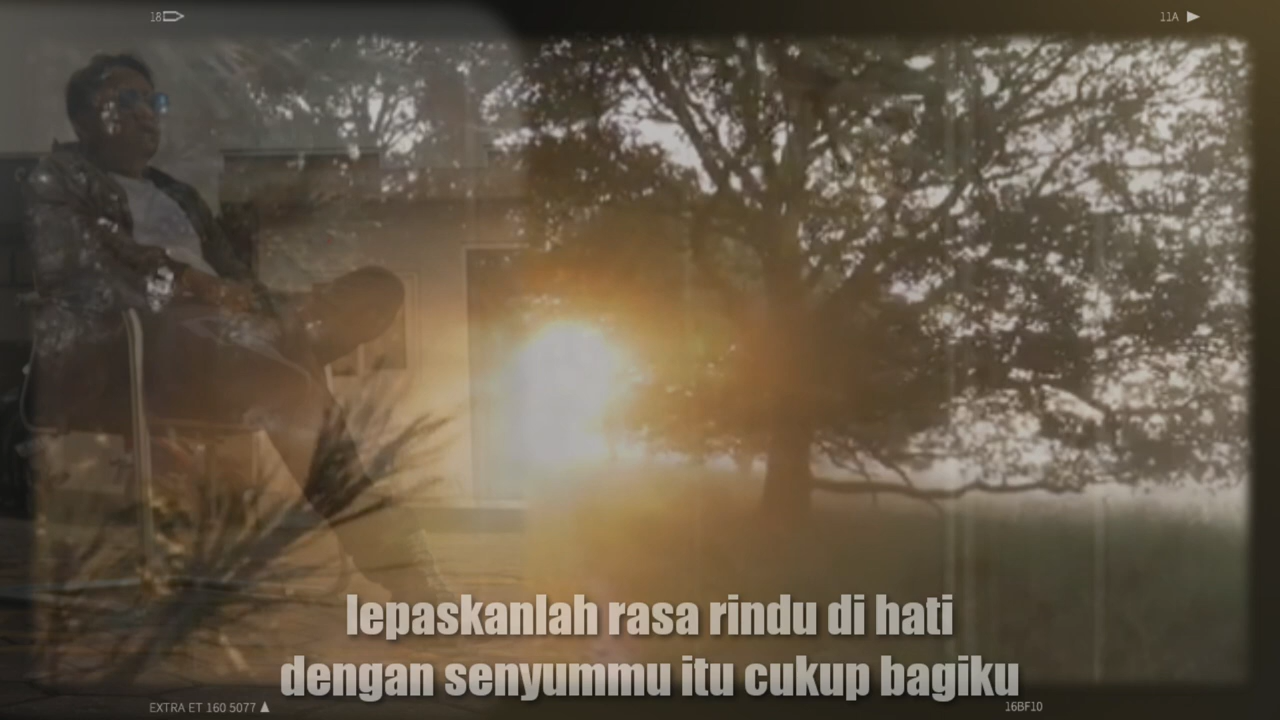 18
11A
lepaskanlah rasa rindu di hati
dengan senyummu itu cukup bagiku
EXTRA ET 160 5077
16BF10